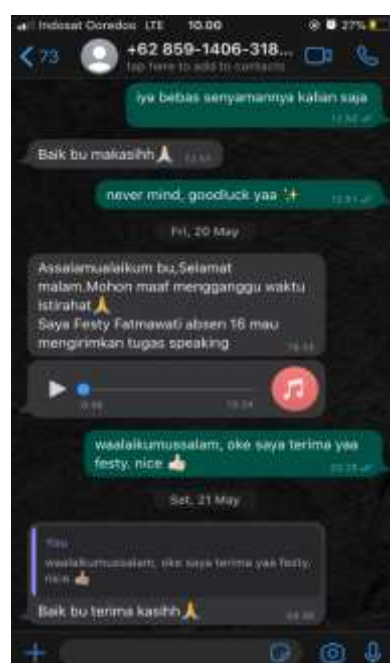 Indosat Ooredoo LTE 10.00 27%
73 +62 859-1406-318...
tap here to add to contacts
iya bebas senyamannya kalian saja
Baik bu makasihh🙏
never mind, goodluck yaa ✨
Fri, 20 May
Assalamualaikum bu,Selamat
malam.Mohon maaf mengganggu waktu
istirahat🙏
Saya Festy Fatmawati absen 16 mau
mengirimkan tugas speaking
waalaikumussalam, oke saya terima yaa
festy. nice 👍🏻
Sat, 21 May
You
waalaikumussalam, oke saya terima yaa festy.
nice 👍🏻
Baik bu terima kasihh🙏